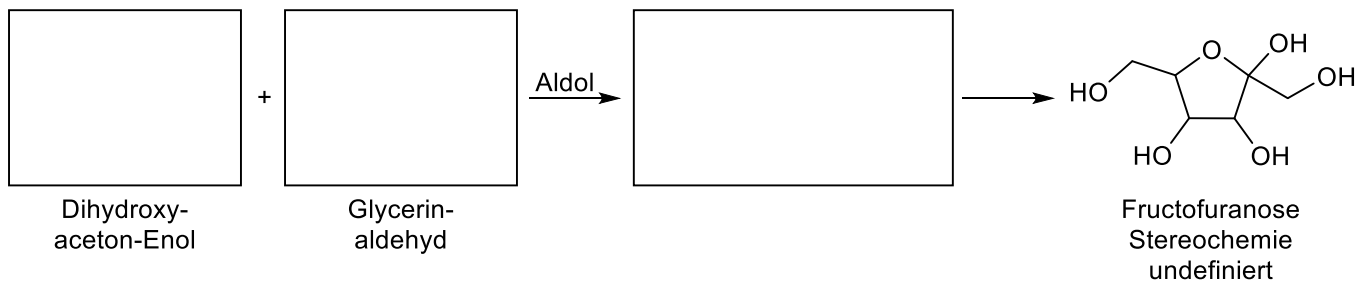 +
Aldol
Dihydroxy-
aceton-Enol
Glycerin-
aldehyd
O
OH
OH
HO
HO
OH
Fructofuranose
Stereochemie
undefiniert